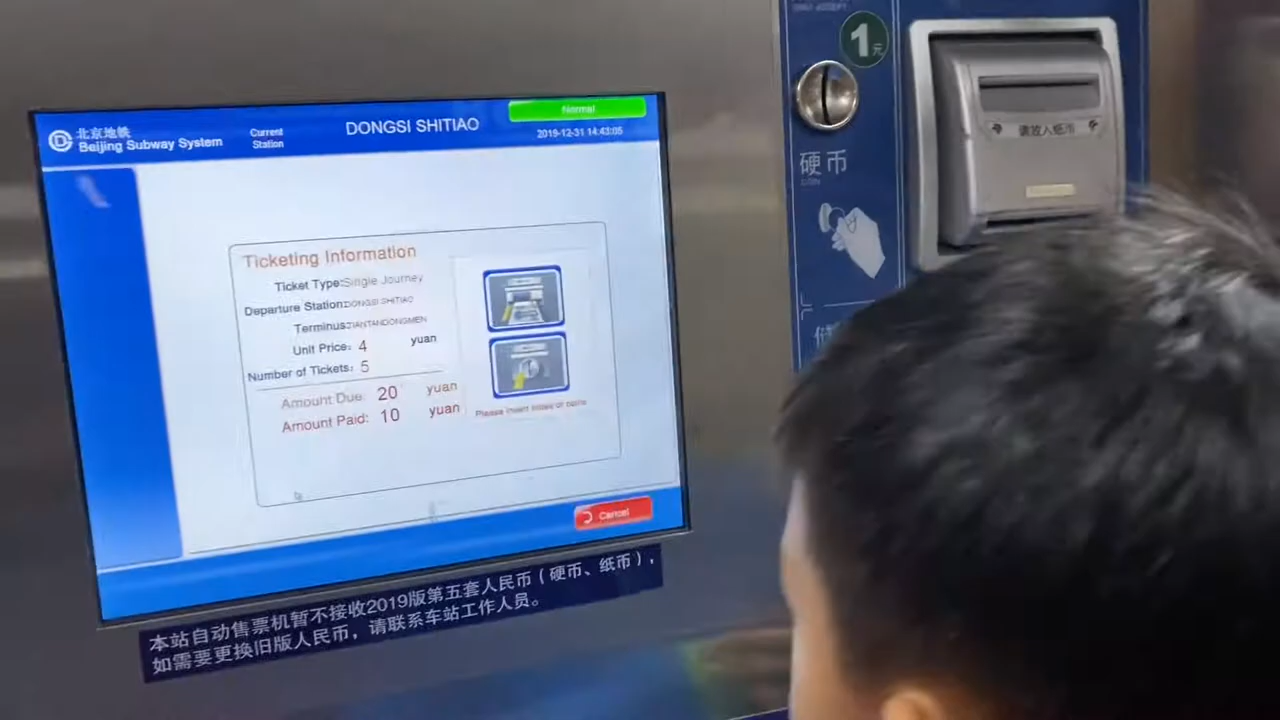 北京地铁
Beijing Subway System
Current
Station
DONGSI SHITIAO
Normal
2019-12-31 14:43:05
Ticketing Information
Ticket Type:Single Journey
Departure Station:DONGSI SHITIAO
Terminus:TIANTANDONGMEN
Unit Price: 4 yuan
Number of Tickets: 5
Amount Due: 20 yuan
Amount Paid: 10 yuan
Please insert notes or coins
Cancel
本站自动售票机暂不接收2019版第五套人民币（硬币、纸币），
如需要更换旧版人民币，请联系车站工作人员。
1元
硬币
请放入纸币